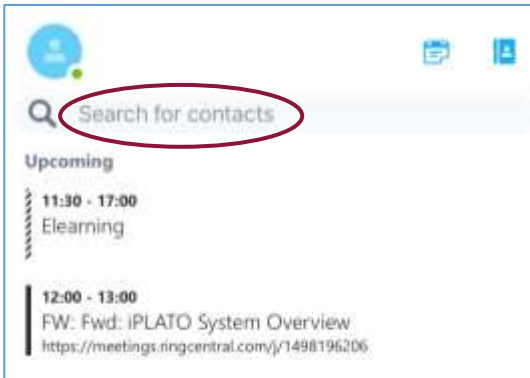 Search for contacts
Upcoming
11:30 - 17:00
Elearning
12:00 - 13:00
FW: Fwd: iPLATO System Overview
https://meetings.ringcentral.com/j/1498196206